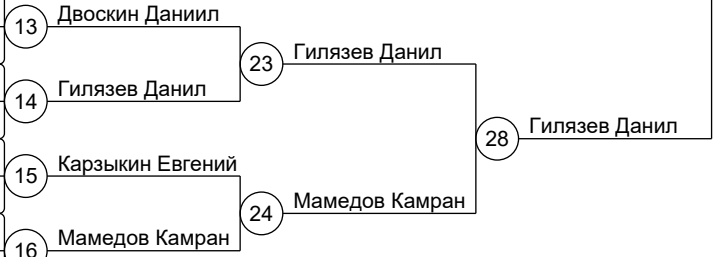 13 Двоскин Даниил
23 Гилязев Данил
14 Гилязев Данил
28 Гилязев Данил
15 Карзыкин Евгений
24 Мамедов Камран
16 Мамедов Камран